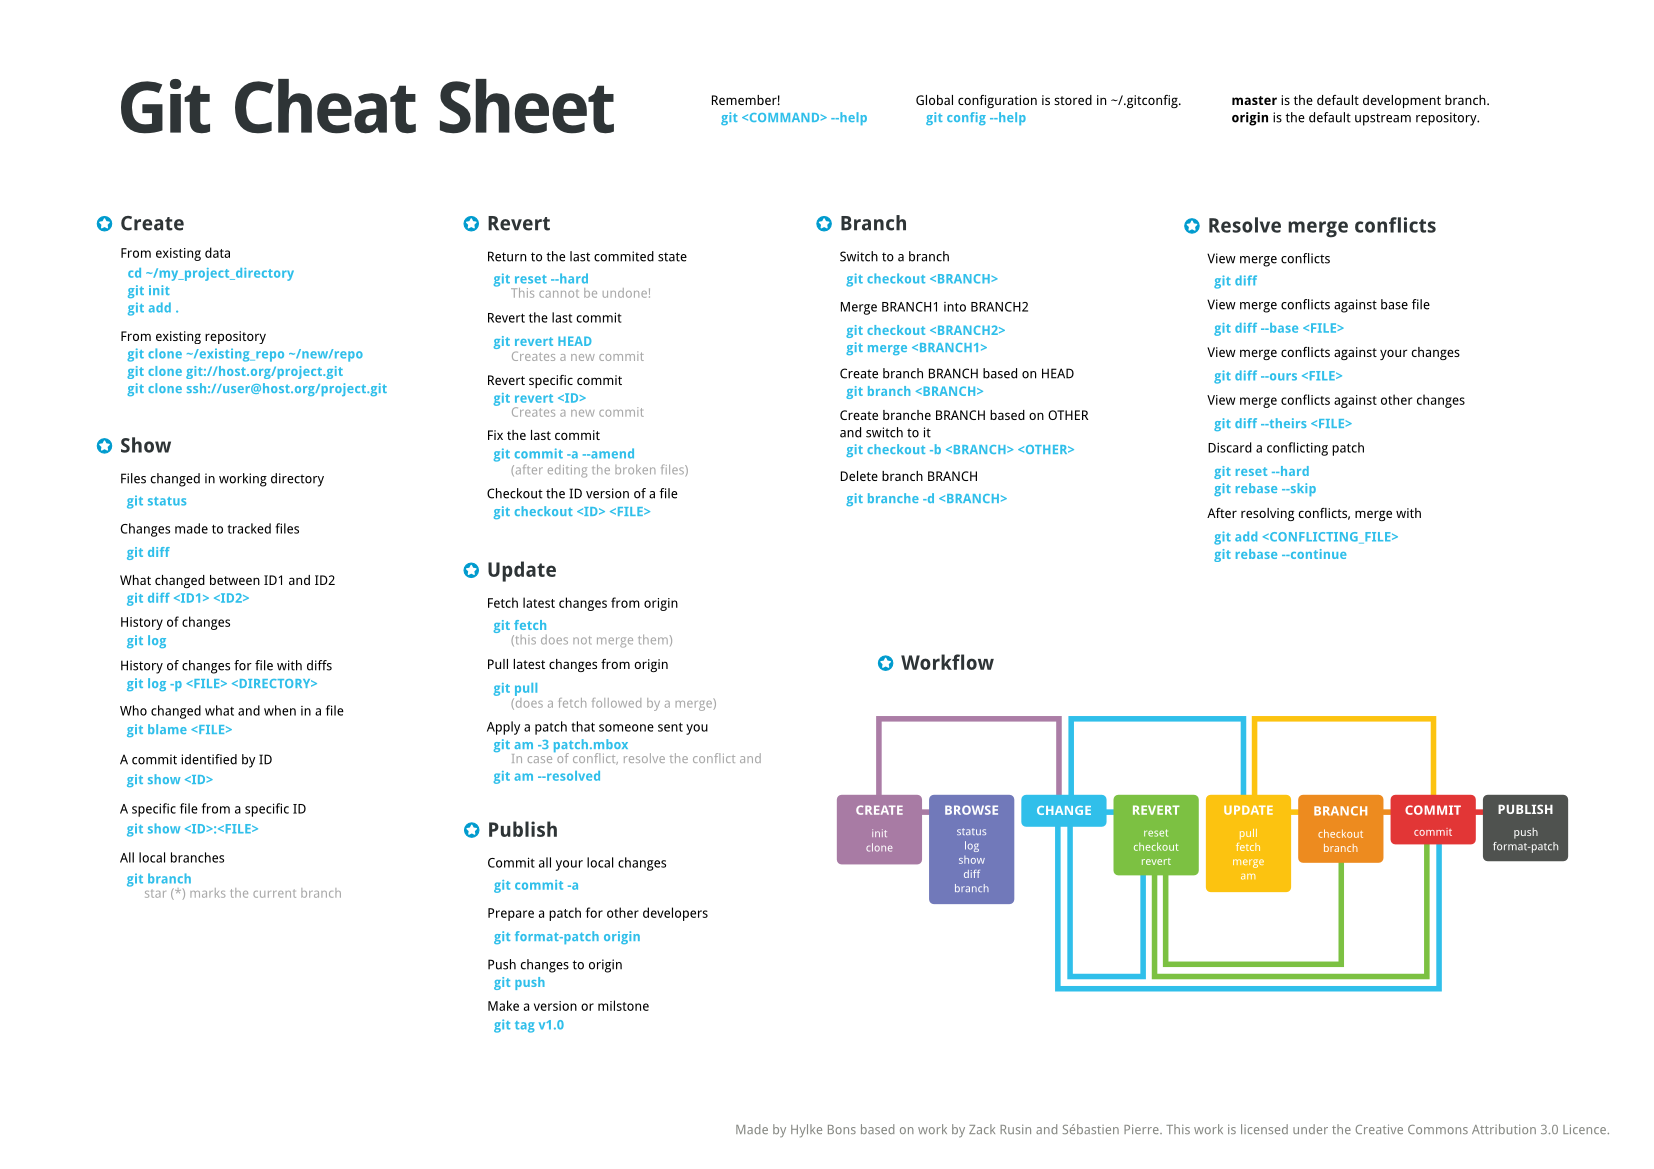 Git Cheat Sheet
Remember!
git <COMMAND> --help
Global configuration is stored in ~/.gitconfig.
git config --help
master is the default development branch.
origin is the default upstream repository.
Create
From existing data
cd ~/my_project_directory
git init
git add .
From existing repository
git clone ~/existing_repo ~/new/repo
git clone git://host.org/project.git
git clone ssh://user@host.org/project.git
Show
Files changed in working directory
git status
Changes made to tracked files
git diff
What changed between ID1 and ID2
git diff <ID1> <ID2>
History of changes
git log
History of changes for file with diffs
git log -p <FILE> <DIRECTORY>
Who changed what and when in a file
git blame <FILE>
A commit identified by ID
git show <ID>
A specific file from a specific ID
git show <ID>:<FILE>
All local branches
git branch
star (*) marks the current branch
Revert
Return to the last commited state
git reset --hard
This cannot be undone!
Revert the last commit
git revert HEAD
Creates a new commit
Revert specific commit
git revert <ID>
Creates a new commit
Fix the last commit
git commit -a --amend
(after editing the broken files)
Checkout the ID version of a file
git checkout <ID> <FILE>
Update
Fetch latest changes from origin
git fetch
(this does not merge them)
Pull latest changes from origin
git pull
(does a fetch followed by a merge)
Apply a patch that someone sent you
git am -3 patch.mbox
In case of conflict, resolve the conflict and
git am --resolved
Publish
Commit all your local changes
git commit -a
Prepare a patch for other developers
git format-patch origin
Push changes to origin
git push
Make a version or milstone
git tag v1.0
Branch
Switch to a branch
git checkout <BRANCH>
Merge BRANCH1 into BRANCH2
git checkout <BRANCH2>
git merge <BRANCH1>
Create branch BRANCH based on HEAD
git branch <BRANCH>
Create branche BRANCH based on OTHER
and switch to it
git checkout -b <BRANCH> <OTHER>
Delete branch BRANCH
git branche -d <BRANCH>
Resolve merge conflicts
View merge conflicts
git diff
View merge conflicts against base file
git diff --base <FILE>
View merge conflicts against your changes
git diff --ours <FILE>
View merge conflicts against other changes
git diff --theirs <FILE>
Discard a conflicting patch
git reset --hard
git rebase --skip
After resolving conflicts, merge with
git add <CONFLICTING_FILE>
git rebase --continue
Workflow
CREATE
init
clone
BROWSE
status
log
show
diff
branch
CHANGE
REVERT
reset
checkout
revert
UPDATE
pull
fetch
merge
am
BRANCH
checkout
branch
COMMIT
commit
PUBLISH
push
format-patch
Made by Hylke Bons based on work by Zack Rusin and Sébastien Pierre. This work is licensed under the Creative Commons Attribution 3.0 Licence.